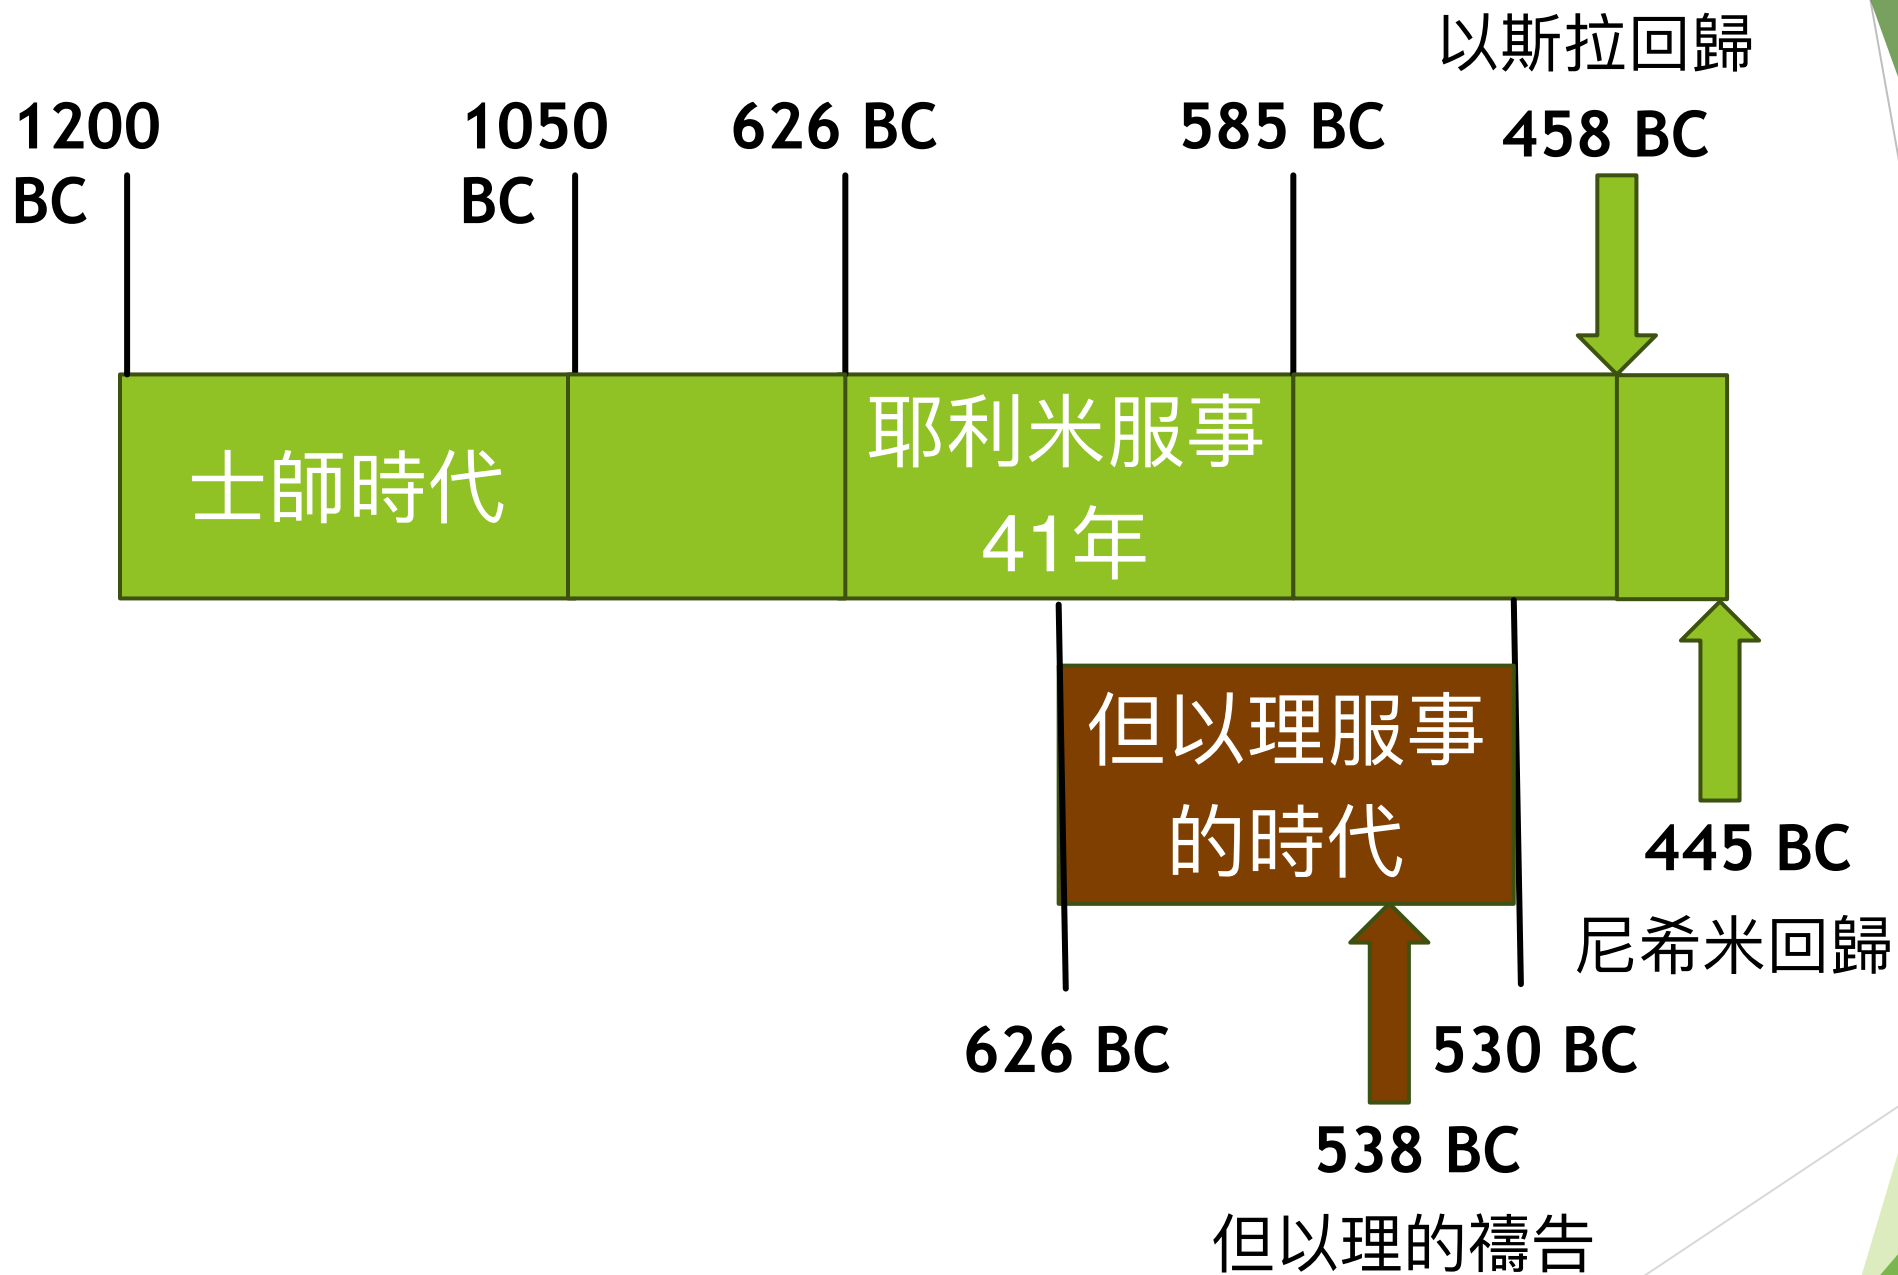 以斯拉回歸
1200
BC
1050
BC
626 BC
585 BC
458 BC
士師時代
耶利米服事
41年
但以理服事
的時代
445 BC
尼希米回歸
626 BC
530 BC
538 BC
但以理的禱告